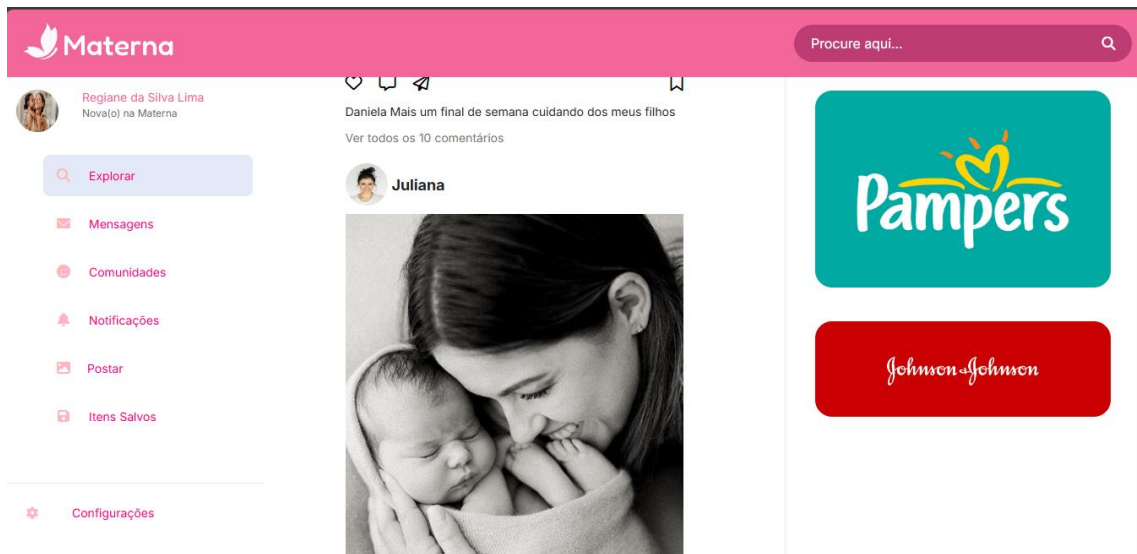 Materna
Procure aqui...
Regiane da Silva Lima
Nova(o) na Materna
Explorar
Mensagens
Comunidades
Notificações
Postar
Itens Salvos
Configurações
Daniela Mais um final de semana cuidando dos meus filhos
Ver todos os 10 comentários
Juliana
Pampers
Johnson & Johnson